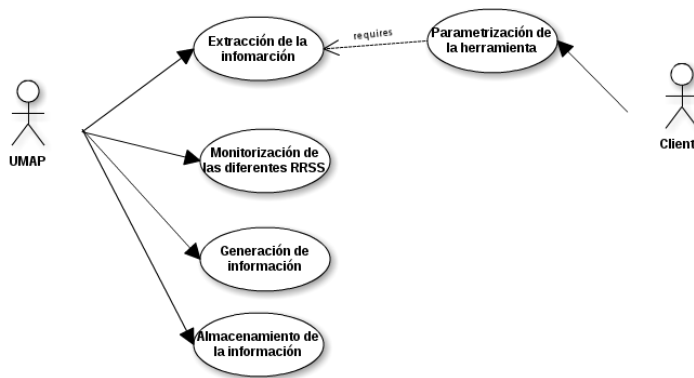 Extracción de la
infomarción
requires
Parametrización de
la herramienta
UMAP
Monitorización de
las diferentes RRSS
Client
Generación de
información
Almacenamiento de
la información